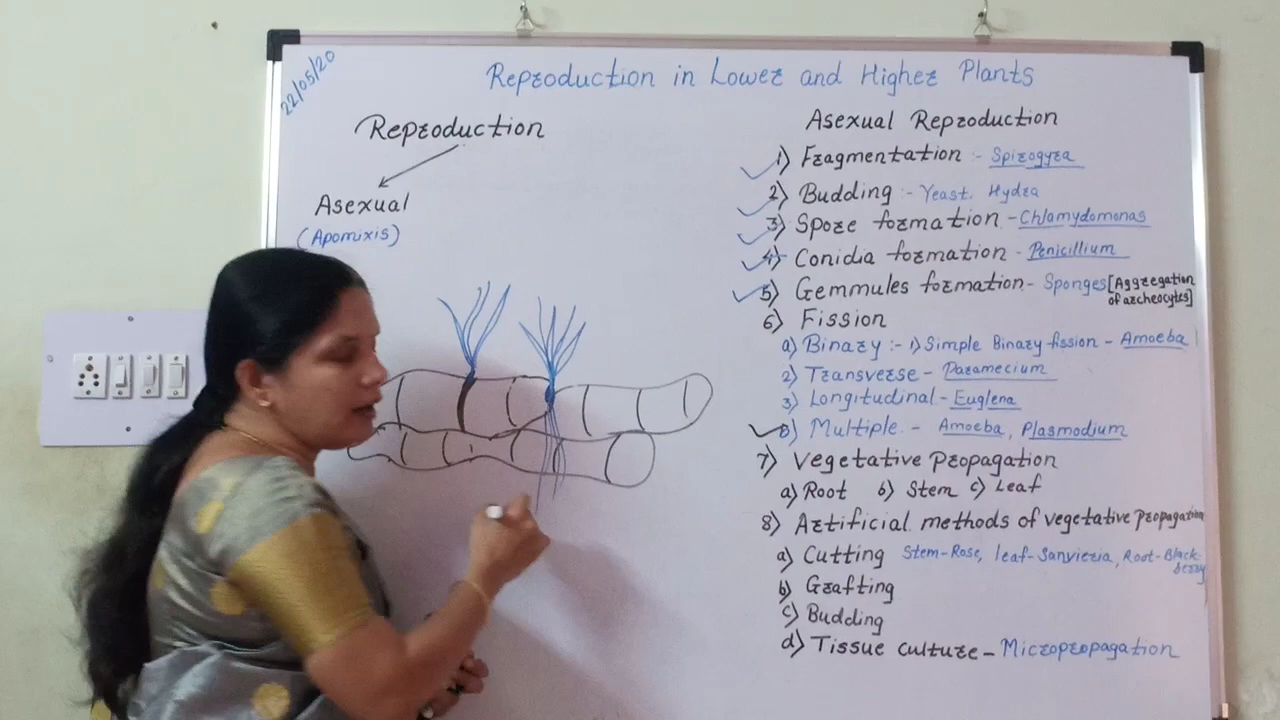 22/05/20
Reproduction in Lower and Higher Plants
Reproduction
Asexual
(Apomixis)
Asexual Reproduction
1) Fragmentation :- Spirogyra
2) Budding :- Yeast, Hydra
3) Spore formation - Chlamydomonas
4) Conidia formation - Penicillium
5) Gemmules formation - Sponges [Aggregation
of archeocytes]
6) Fission
a) Binary :- 1) Simple Binary fission - Amoeba
2) Transverse - Paramecium
3) Longitudinal - Euglena
b) Multiple - Amoeba, Plasmodium
7) Vegetative Propagation
a) Root b) Stem c) Leaf
8) Artificial methods of vegetative propagation
a) Cutting Stem-Rose, leaf-Sanvieria, Root-Black
berry
b) Grafting
c) Budding
d) Tissue culture - Micropropagation